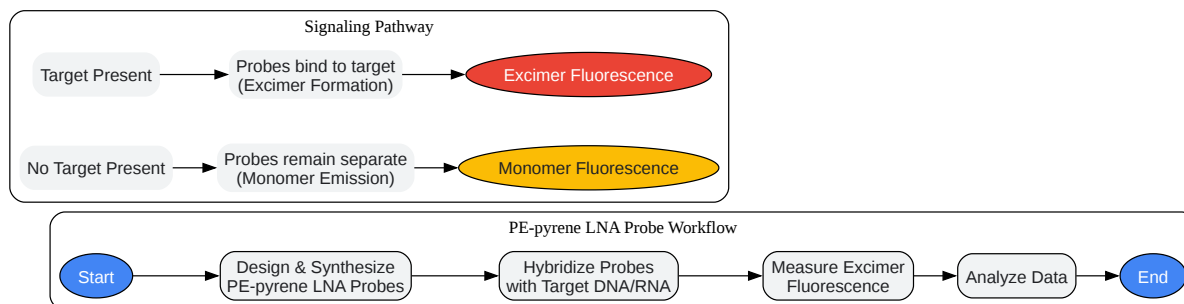 Signaling Pathway
Target Present
Probes bind to target
(Excimer Formation)
Excimer Fluorescence
No Target Present
Probes remain separate
(Monomer Emission)
Monomer Fluorescence
PE-pyrene LNA Probe Workflow
Start
Design & Synthesize
PE-pyrene LNA Probes
Hybridize Probes
with Target DNA/RNA
Measure Excimer
Fluorescence
Analyze Data
End